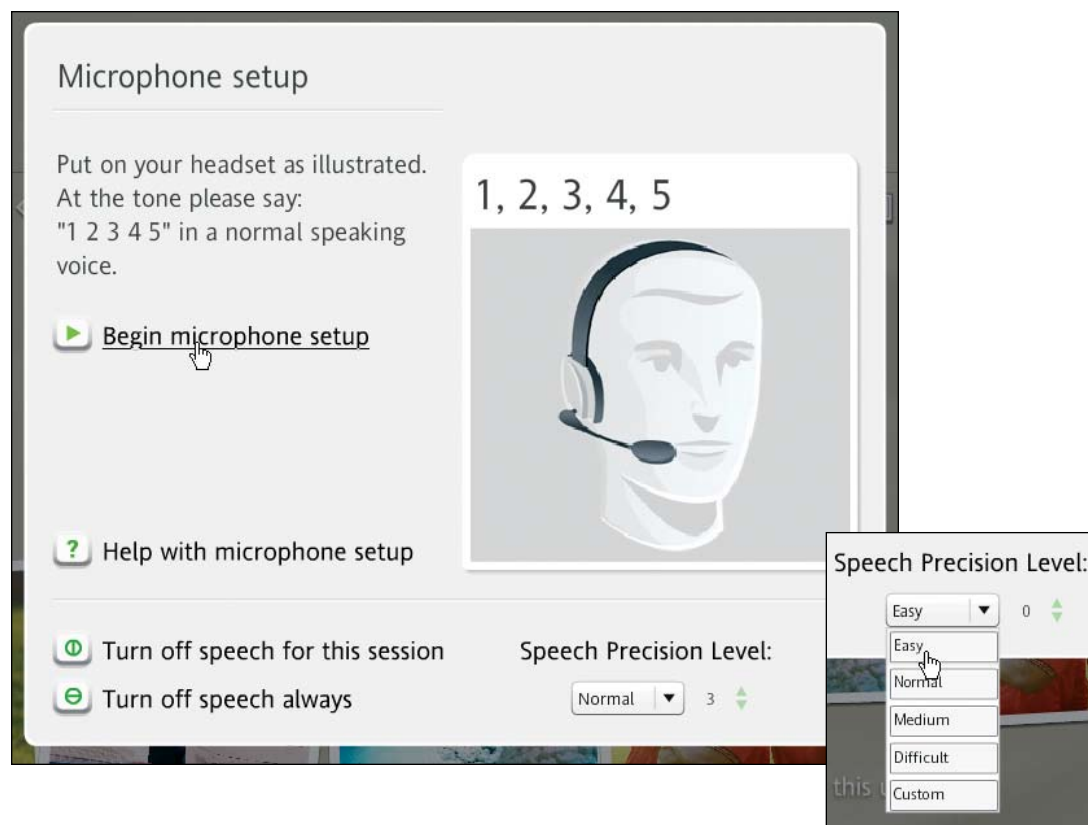 Microphone setup
Put on your headset as illustrated.
At the tone please say:
"1 2 3 4 5" in a normal speaking
voice.
1, 2, 3, 4, 5
Begin microphone setup
Help with microphone setup
Turn off speech for this session
Turn off speech always
Speech Precision Level:
Normal 3
Speech Precision Level:
Easy 0
Easy
Normal
Medium
Difficult
Custom
this